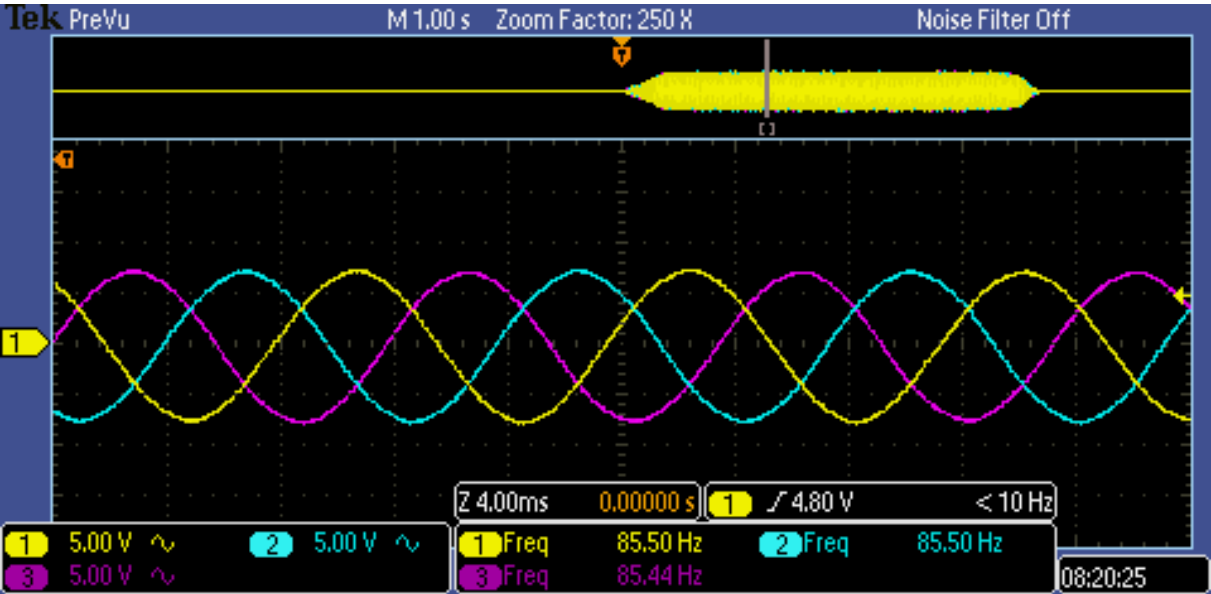 Tek PreVu M 1.00 s Zoom Factor: 250 X Noise Filter Off
T
[ ]
T
1
Z 4.00ms 0.00000 s 1 4.80 V < 10 Hz
1 5.00 V 2 5.00 V 1 Freq 85.50 Hz 2 Freq 85.50 Hz
3 5.00 V 3 Freq 85.44 Hz 08:20:25